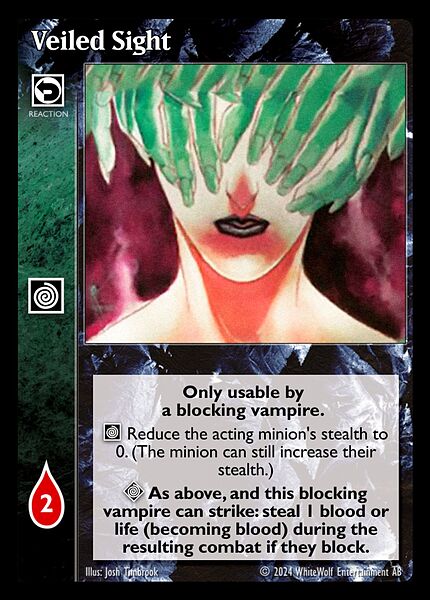 Veiled Sight
REACTION
Only usable by
a blocking vampire.
Reduce the acting minion's stealth to
0. (The minion can still increase their
stealth.)
As above, and this blocking
vampire can strike: steal 1 blood or
life (becoming blood) during the
resulting combat if they block.
2
Illus: Josh Timbrook
© 2024 WhiteWolf Entertainment AB